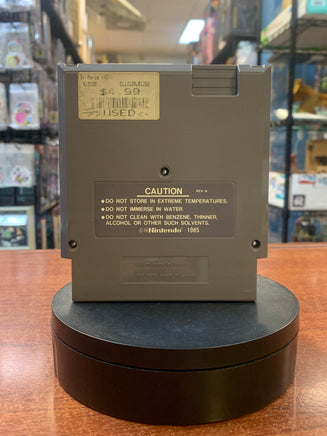 $4.99
USED
CAUTION REV-A
•DO NOT STORE IN EXTREME TEMPERATURES.
•DO NOT IMMERSE IN WATER.
•DO NOT CLEAN WITH BENZENE, THINNER,
ALCOHOL OR OTHER SUCH SOLVENTS.
©®Nintendo® 1985